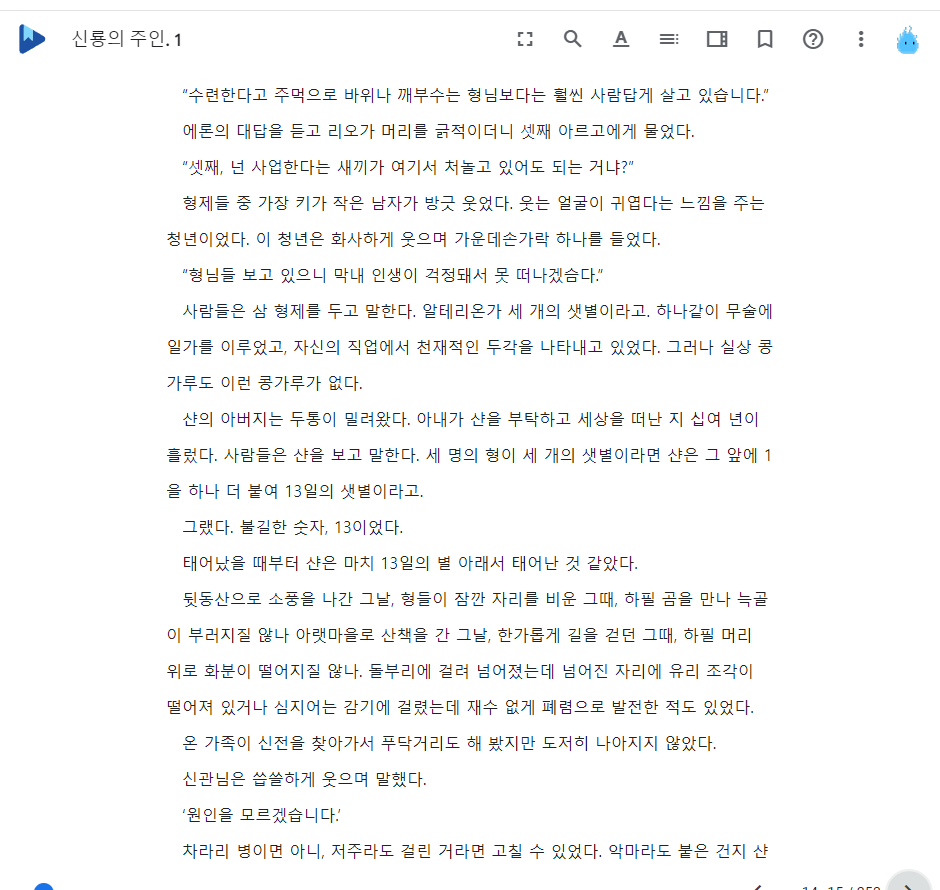 신룡의 주인. 1
“수련한다고 주먹으로 바위나 깨부수는 형님보다는 훨씬 사람답게 살고 있습니다.”
에론의 대답을 듣고 리오가 머리를 긁적이더니 셋째 아르고에게 물었다.
“셋째, 넌 사업한다는 새끼가 여기서 처놀고 있어도 되는 거냐?”
형제들 중 가장 키가 작은 남자가 방긋 웃었다. 웃는 얼굴이 귀엽다는 느낌을 주는
청년이었다. 이 청년은 화사하게 웃으며 가운데손가락 하나를 들었다.
“형님들 보고 있으니 막내 인생이 걱정돼서 못 떠나겠슴다.”
사람들은 삼 형제를 두고 말한다. 알테리온가 세 개의 샛별이라고. 하나같이 무술에
일가를 이루었고, 자신의 직업에서 천재적인 두각을 나타내고 있었다. 그러나 실상 콩
가루도 이런 콩가루가 없다.
샨의 아버지는 두통이 밀려왔다. 아내가 샨을 부탁하고 세상을 떠난 지 십여 년이
흘렀다. 사람들은 샨을 보고 말한다. 세 명의 형이 세 개의 샛별이라면 샨은 그 앞에 1
을 하나 더 붙여 13일의 샛별이라고.
그랬다. 불길한 숫자, 13이었다.
태어났을 때부터 샨은 마치 13일의 별 아래서 태어난 것 같았다.
뒷동산으로 소풍을 나간 그날, 형들이 잠깐 자리를 비운 그때, 하필 곰을 만나 늑골
이 부러지질 않나 아랫마을로 산책을 간 그날, 한가롭게 길을 걷던 그때, 하필 머리
위로 화분이 떨어지질 않나. 돌부리에 걸려 넘어졌는데 넘어진 자리에 유리 조각이
떨어져 있거나 심지어는 감기에 걸렸는데 재수 없게 폐렴으로 발전한 적도 있었다.
온 가족이 신전을 찾아가서 푸닥거리도 해 봤지만 도저히 나아지지 않았다.
신관님은 씁쓸하게 웃으며 말했다.
‘원인을 모르겠습니다.’
차라리 병이면 아니, 저주라도 걸린 거라면 고칠 수 있었다. 악마라도 붙은 건지 샨